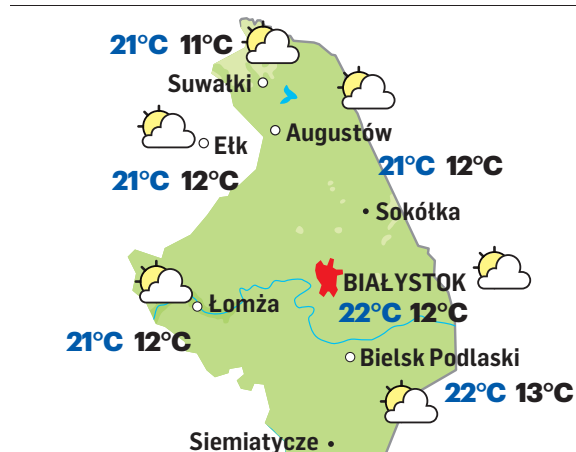 21°C 11°C
Suwałki
Augustów
Ełk
21°C 12°C
21°C 12°C
Sokółka
BIAŁYSTOK
Łomża
22°C 12°C
21°C 12°C
Bielsk Podlaski
22°C 13°C
Siemiatycze